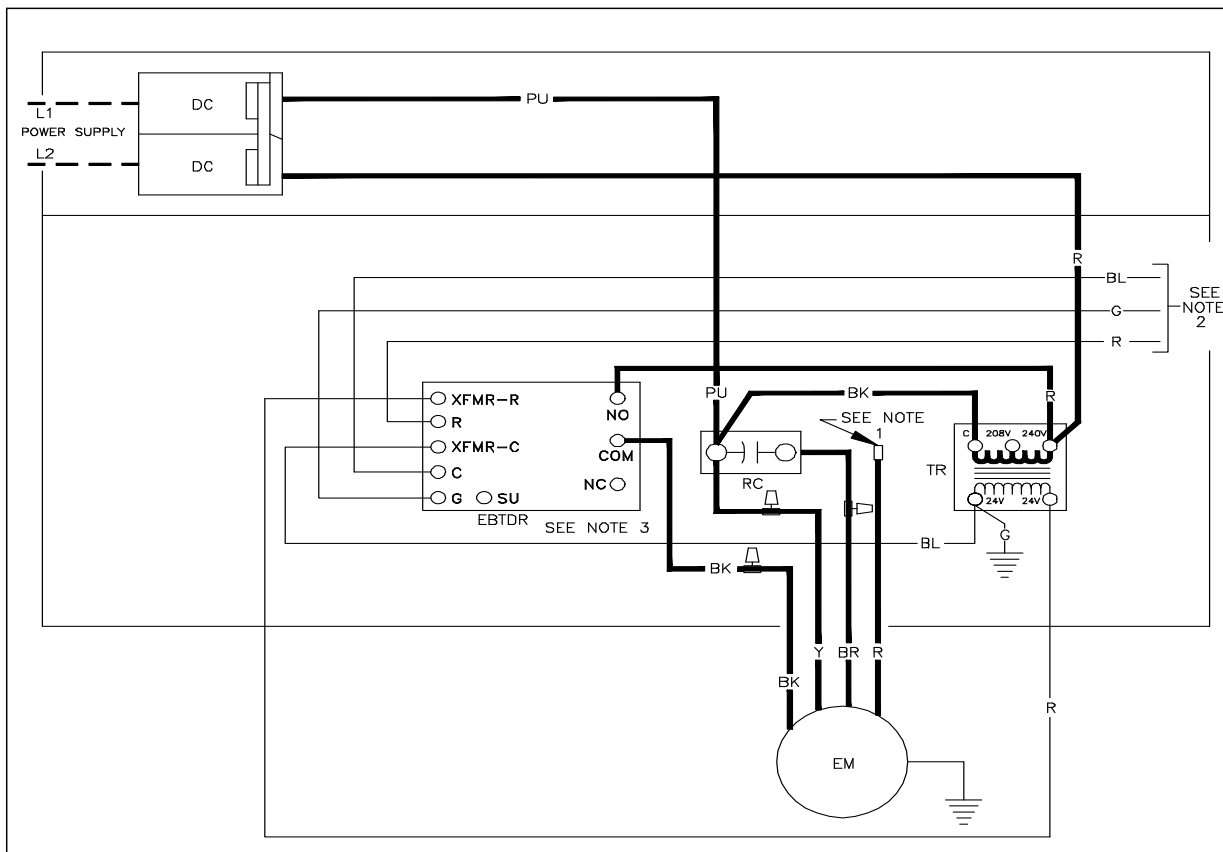 DC
PU
L1
POWER SUPPLY
L2
DC
R
BL
SEE
NOTE
2
G
R
XFMR-R
NO
PU
BK
R
R
SEE NOTE
1
C 208V 240V
XFMR-C
COM
TR
C
RC
NC
24V 24V
G SU
EBTDR
SEE NOTE 3
G
BL
BK
Y
BR
R
BK
R
EM